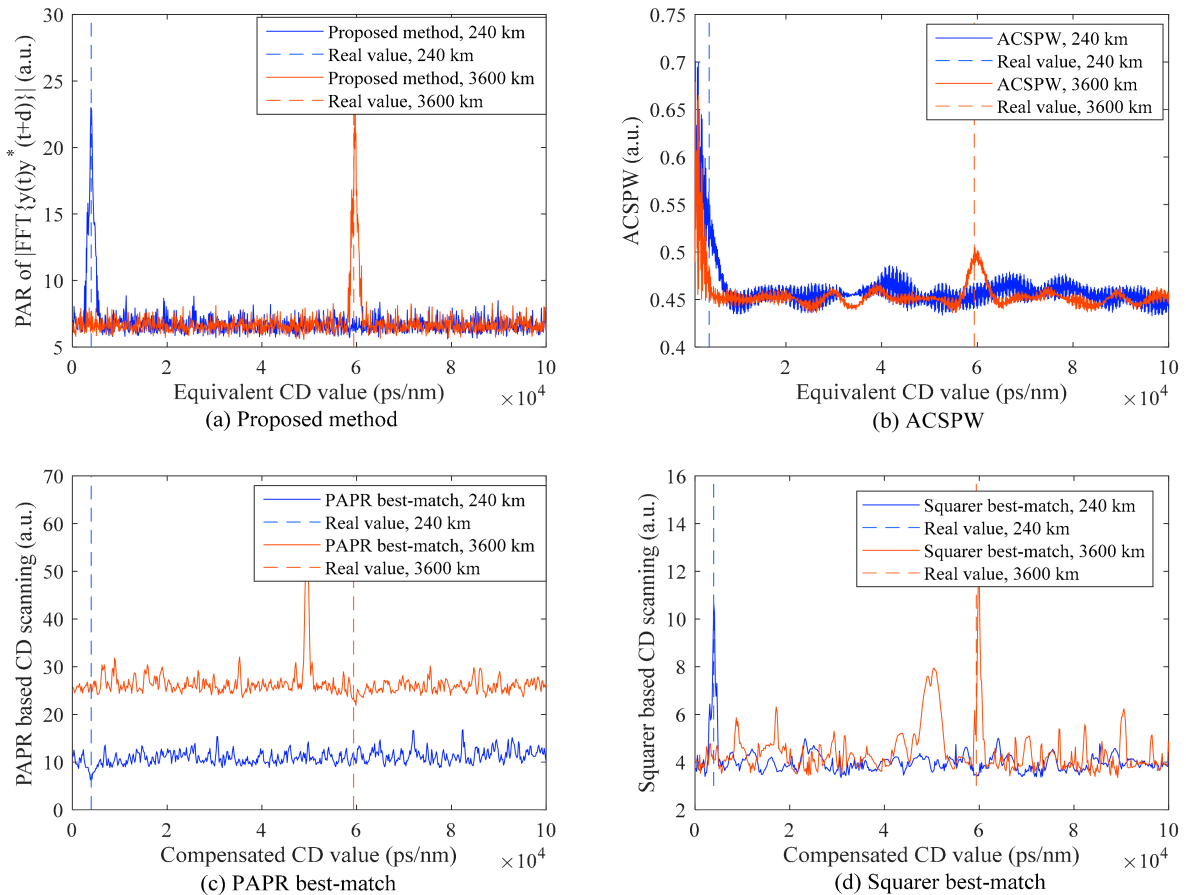 30
25
20
15
10
5
PAR of |FFT{y(t)y*(t+d)}| (a.u.)
Proposed method, 240 km
Real value, 240 km
Proposed method, 3600 km
Real value, 3600 km
0 2 4 6 8 10
Equivalent CD value (ps/nm)
×10^4
(a) Proposed method
0.75
0.7
0.65
0.6
0.55
0.5
0.45
0.4
ACSPW (a.u.)
ACSPW, 240 km
Real value, 240 km
ACSPW, 3600 km
Real value, 3600 km
2 4 6 8 10
Equivalent CD value (ps/nm)
×10^4
(b) ACSPW
70
60
50
40
30
20
10
0
PAPR based CD scanning (a.u.)
PAPR best-match, 240 km
Real value, 240 km
PAPR best-match, 3600 km
Real value, 3600 km
0 2 4 6 8 10
Compensated CD value (ps/nm)
×10^4
(c) PAPR best-match
16
14
12
10
8
6
4
2
Squarer based CD scanning (a.u.)
Squarer best-match, 240 km
Real value, 240 km
Squarer best-match, 3600 km
Real value, 3600 km
0 2 4 6 8 10
Compensated CD value (ps/nm)
×10^4
(d) Squarer best-match